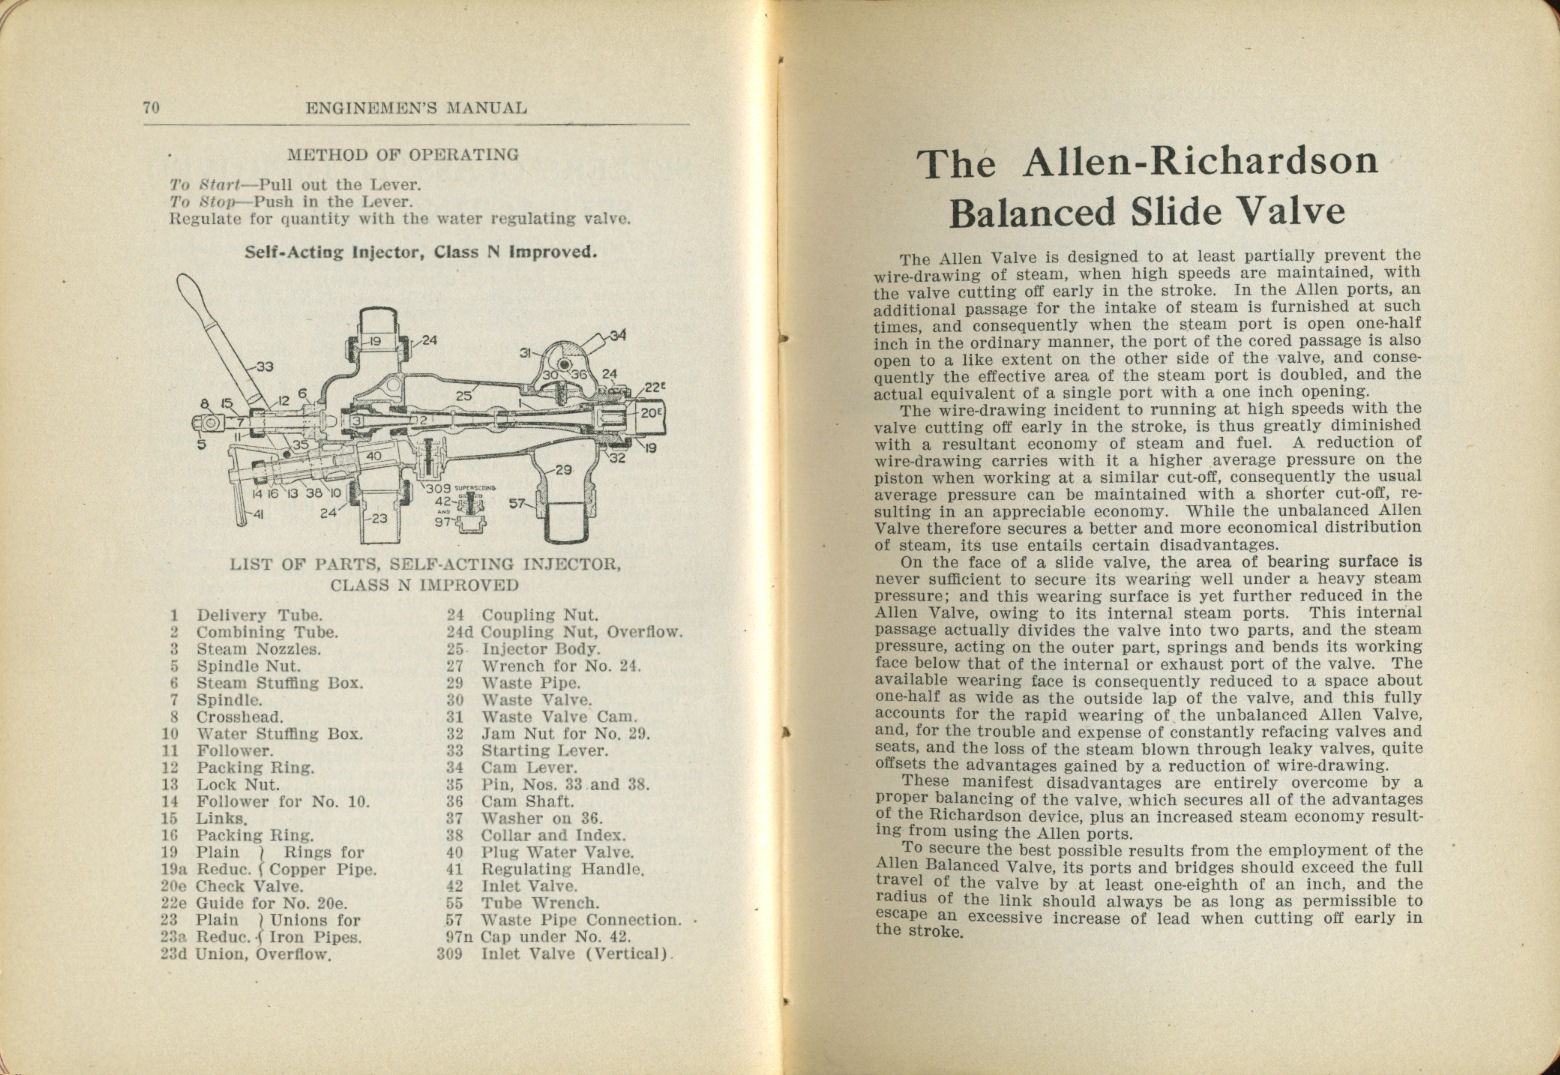 70 ENGINEMEN'S MANUAL
METHOD OF OPERATING
To Start—Pull out the Lever.
To Stop—Push in the Lever.
Regulate for quantity with the water regulating valve.
Self-Acting Injector, Class N Improved.
19
24
34
31
33
30
36
24
22E
6
25
12
15
8
7
1
20E
3
2
11
5
35
19
40
32
29
14 16 13 38 10
309 SUPERSEDING
42
AND
97
57
24
23
41
LIST OF PARTS, SELF-ACTING INJECTOR,
CLASS N IMPROVED
1 Delivery Tube.
2 Combining Tube.
3 Steam Nozzles.
5 Spindle Nut.
6 Steam Stuffing Box.
7 Spindle.
8 Crosshead.
10 Water Stuffing Box.
11 Follower.
12 Packing Ring.
13 Lock Nut.
14 Follower for No. 10.
15 Links.
16 Packing Ring.
19 Plain } Rings for
19a Reduc. { Copper Pipe.
20e Check Valve.
22e Guide for No. 20e.
23 Plain } Unions for
23a Reduc. { Iron Pipes.
23d Union, Overflow.
24 Coupling Nut.
24d Coupling Nut, Overflow.
25 Injector Body.
27 Wrench for No. 24.
29 Waste Pipe.
30 Waste Valve.
31 Waste Valve Cam.
32 Jam Nut for No. 29.
33 Starting Lever.
34 Cam Lever.
35 Pin, Nos. 33 and 38.
36 Cam Shaft.
37 Washer on 36.
38 Collar and Index.
40 Plug Water Valve.
41 Regulating Handle.
42 Inlet Valve.
55 Tube Wrench.
57 Waste Pipe Connection.
97n Cap under No. 42.
309 Inlet Valve (Vertical).
The Allen-Richardson
Balanced Slide Valve
The Allen Valve is designed to at least partially prevent the
wire-drawing of steam, when high speeds are maintained, with
the valve cutting off early in the stroke. In the Allen ports, an
additional passage for the intake of steam is furnished at such
times, and consequently when the steam port is open one-half
inch in the ordinary manner, the port of the cored passage is also
open to a like extent on the other side of the valve, and conse-
quently the effective area of the steam port is doubled, and the
actual equivalent of a single port with a one inch opening.
The wire-drawing incident to running at high speeds with the
valve cutting off early in the stroke, is thus greatly diminished
with a resultant economy of steam and fuel. A reduction of
wire-drawing carries with it a higher average pressure on the
piston when working at a similar cut-off, consequently the usual
average pressure can be maintained with a shorter cut-off, re-
sulting in an appreciable economy. While the unbalanced Allen
Valve therefore secures a better and more economical distribution
of steam, its use entails certain disadvantages.
On the face of a slide valve, the area of bearing surface is
never sufficient to secure its wearing well under a heavy steam
pressure; and this wearing surface is yet further reduced in the
Allen Valve, owing to its internal steam ports. This internal
passage actually divides the valve into two parts, and the steam
pressure, acting on the outer part, springs and bends its working
face below that of the internal or exhaust port of the valve. The
available wearing face is consequently reduced to a space about
one-half as wide as the outside lap of the valve, and this fully
accounts for the rapid wearing of the unbalanced Allen Valve,
and, for the trouble and expense of constantly refacing valves and
seats, and the loss of the steam blown through leaky valves, quite
offsets the advantages gained by a reduction of wire-drawing.
These manifest disadvantages are entirely overcome by a
proper balancing of the valve, which secures all of the advantages
of the Richardson device, plus an increased steam economy result-
ing from using the Allen ports.
To secure the best possible results from the employment of the
Allen Balanced Valve, its ports and bridges should exceed the full
travel of the valve by at least one-eighth of an inch, and the
radius of the link should always be as long as permissible to
escape an excessive increase of lead when cutting off early in
the stroke.